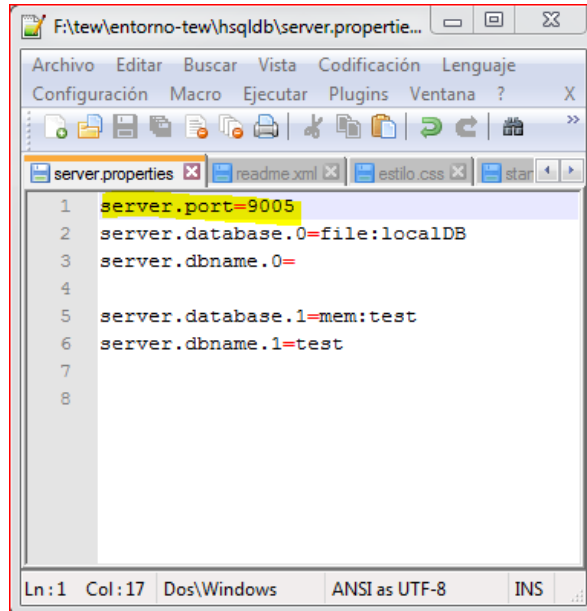 F:\tew\entorno-tew\hsqldb\server.propertie...
Archivo Editar Buscar Vista Codificación Lenguaje
Configuración Macro Ejecutar Plugins Ventana ? X
server.properties readme.xml estilo.css star
1 server.port=9005
2 server.database.0=file:localDB
3 server.dbname.0=
4
5 server.database.1=mem:test
6 server.dbname.1=test
7
8
Ln:1 Col:17 Dos\Windows ANSI as UTF-8 INS